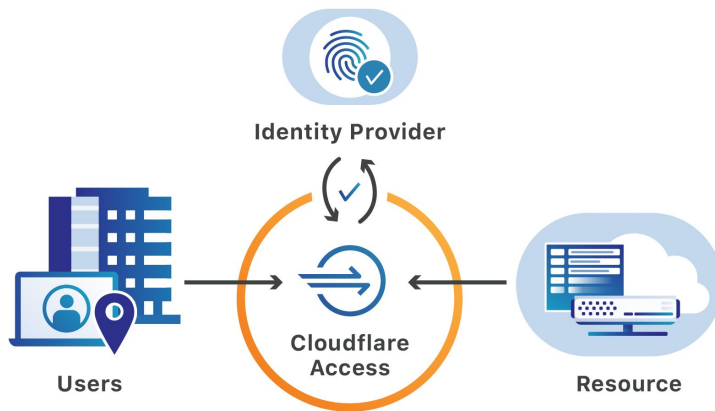 Identity Provider
Cloudflare
Access
Users
Resource